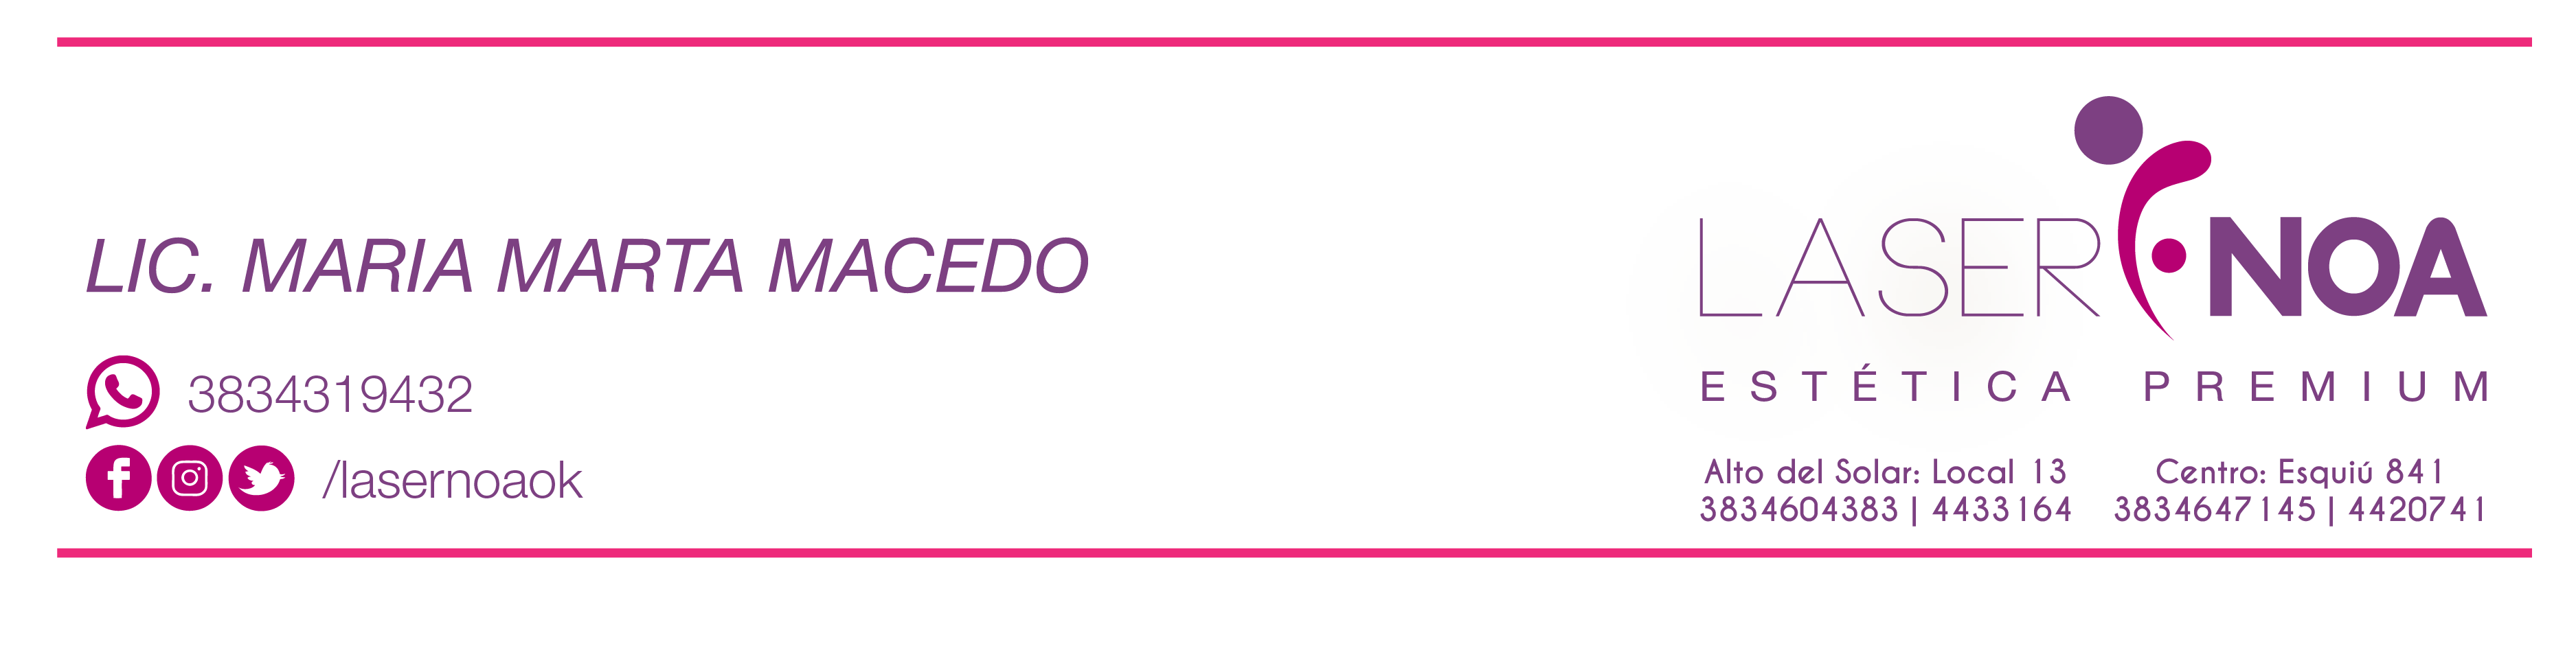 LIC. MARIA MARTA MACEDO
3834319432
/lasernoaok
LASER NOA
ESTÉTICA PREMIUM
Alto del Solar: Local 13
3834604383 | 4433164
Centro: Esquiú 841
3834647145 | 4420741